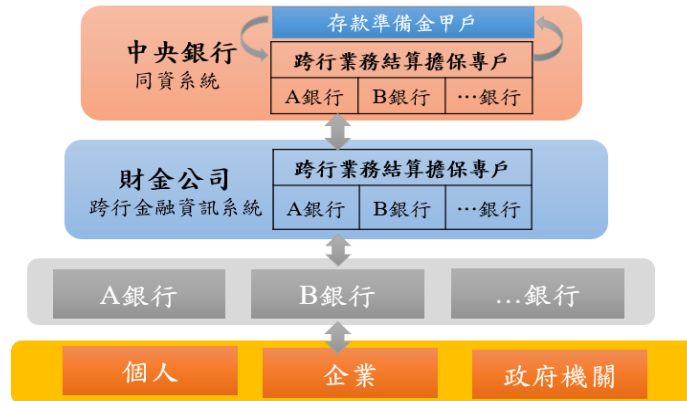 存款準備金甲戶
中央銀行
同資系統
跨行業務結算擔保專戶
A銀行 B銀行 …銀行
財金公司
跨行金融資訊系統
跨行業務結算擔保專戶
A銀行 B銀行 …銀行
A銀行 B銀行 …銀行
個人 企業 政府機關